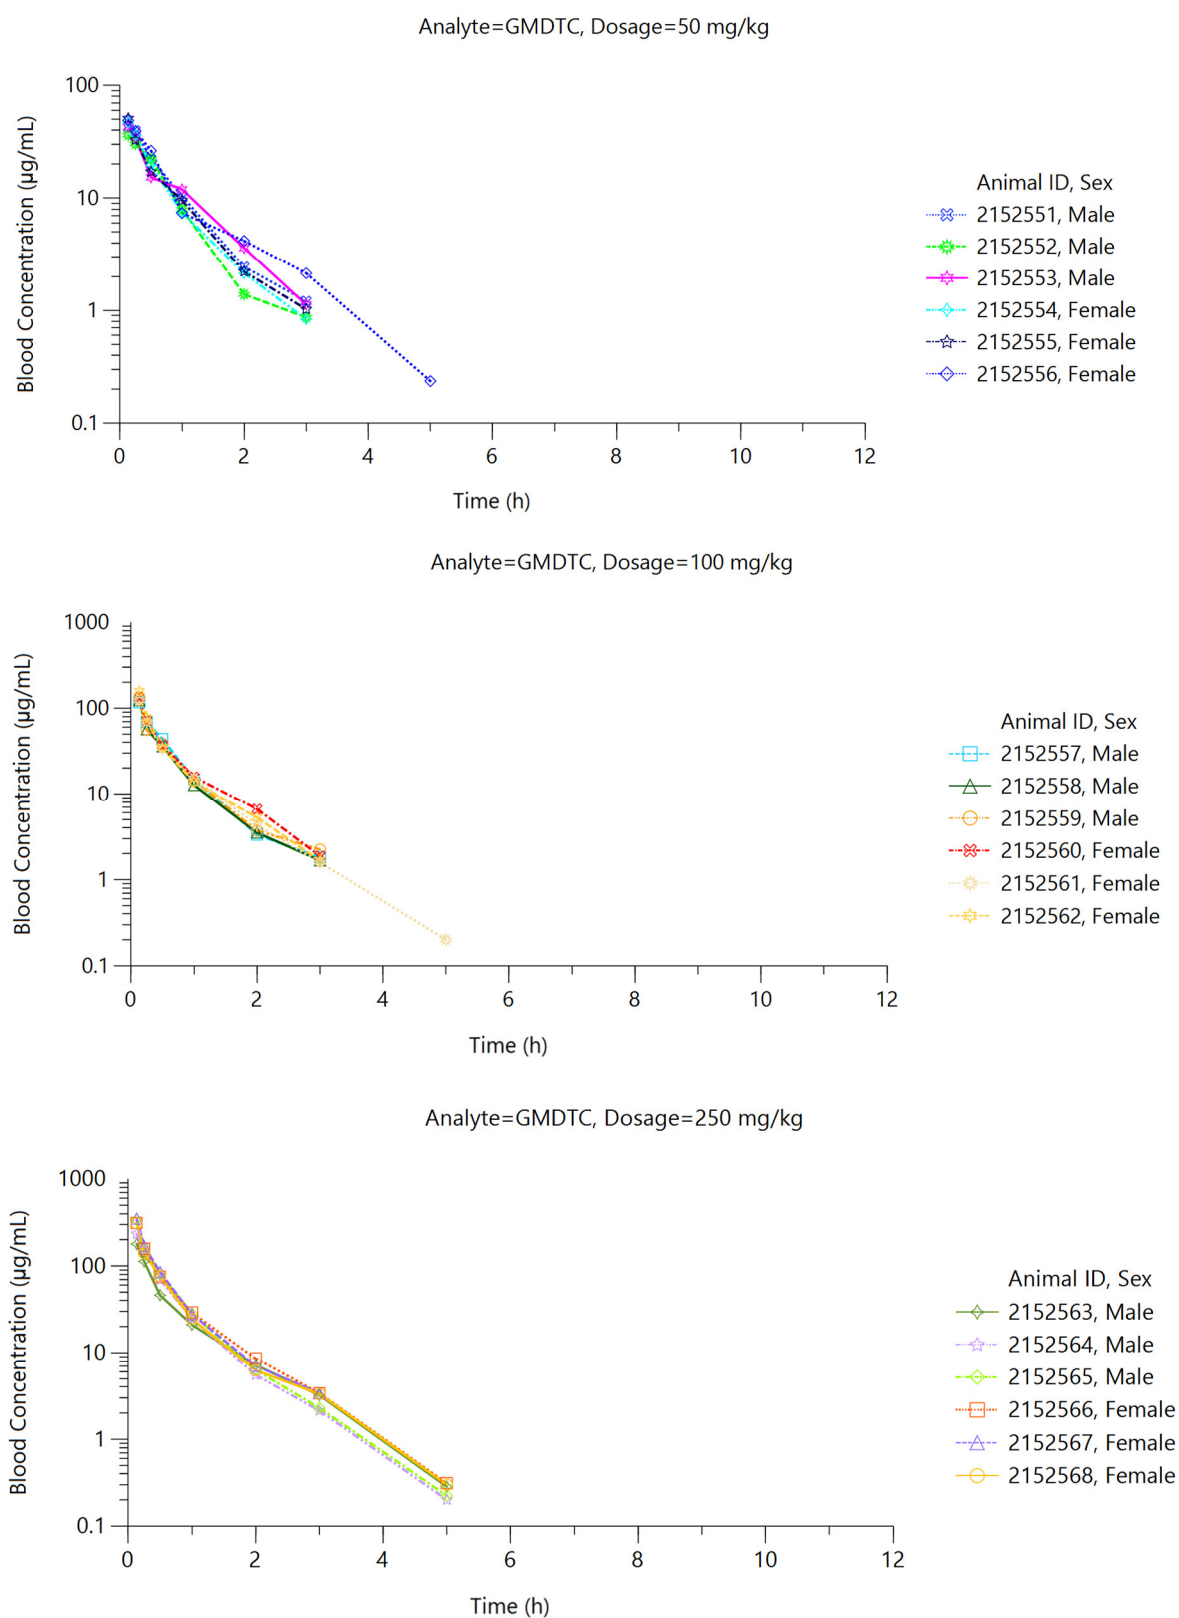 Analyte=GMDTC, Dosage=50 mg/kg
Blood Concentration (µg/mL)
100
10
1
0.1
0 2 4 6 8 10 12
Time (h)
Animal ID, Sex
2152551, Male
2152552, Male
2152553, Male
2152554, Female
2152555, Female
2152556, Female
Analyte=GMDTC, Dosage=100 mg/kg
Blood Concentration (µg/mL)
1000
100
10
1
0.1
0 2 4 6 8 10 12
Time (h)
Animal ID, Sex
2152557, Male
2152558, Male
2152559, Male
2152560, Female
2152561, Female
2152562, Female
Analyte=GMDTC, Dosage=250 mg/kg
Blood Concentration (µg/mL)
1000
100
10
1
0.1
0 2 4 6 8 10 12
Time (h)
Animal ID, Sex
2152563, Male
2152564, Male
2152565, Male
2152566, Female
2152567, Female
2152568, Female